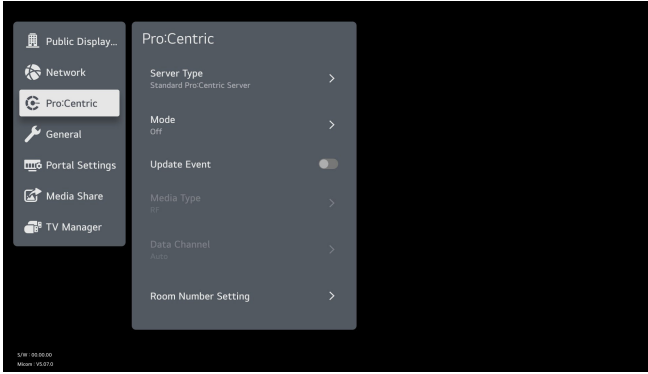 Public Display...
Network
Pro:Centric
General
Portal Settings
Media Share
TV Manager
Pro:Centric
Server Type
Standard Pro:Centric Server
Mode
Off
Update Event
Media Type
RF
Data Channel
Auto
Room Number Setting
S/W : 00.00.00
Micom : V5.07.0